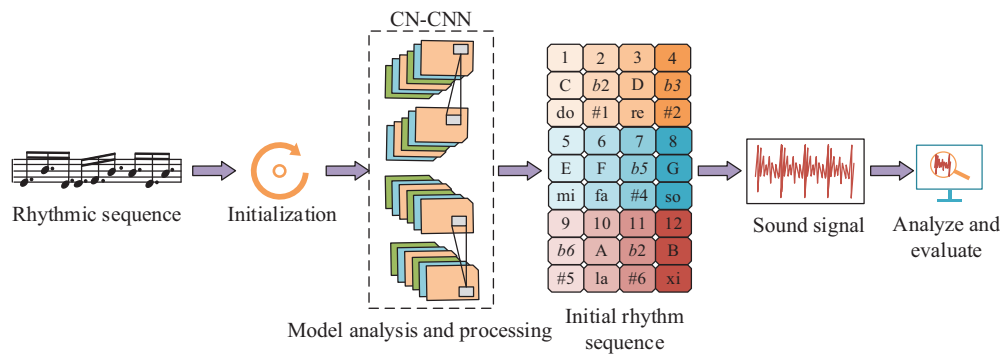 CN-CNN
1 2 3 4
C b2 D b3
do #1 re #2
5 6 7 8
E F b5 G
mi fa #4 so
9 10 11 12
b6 A b2 B
#5 la #6 xi
Rhythmic sequence
Initialization
Model analysis and processing
Initial rhythm
sequence
Sound signal
Analyze and
evaluate